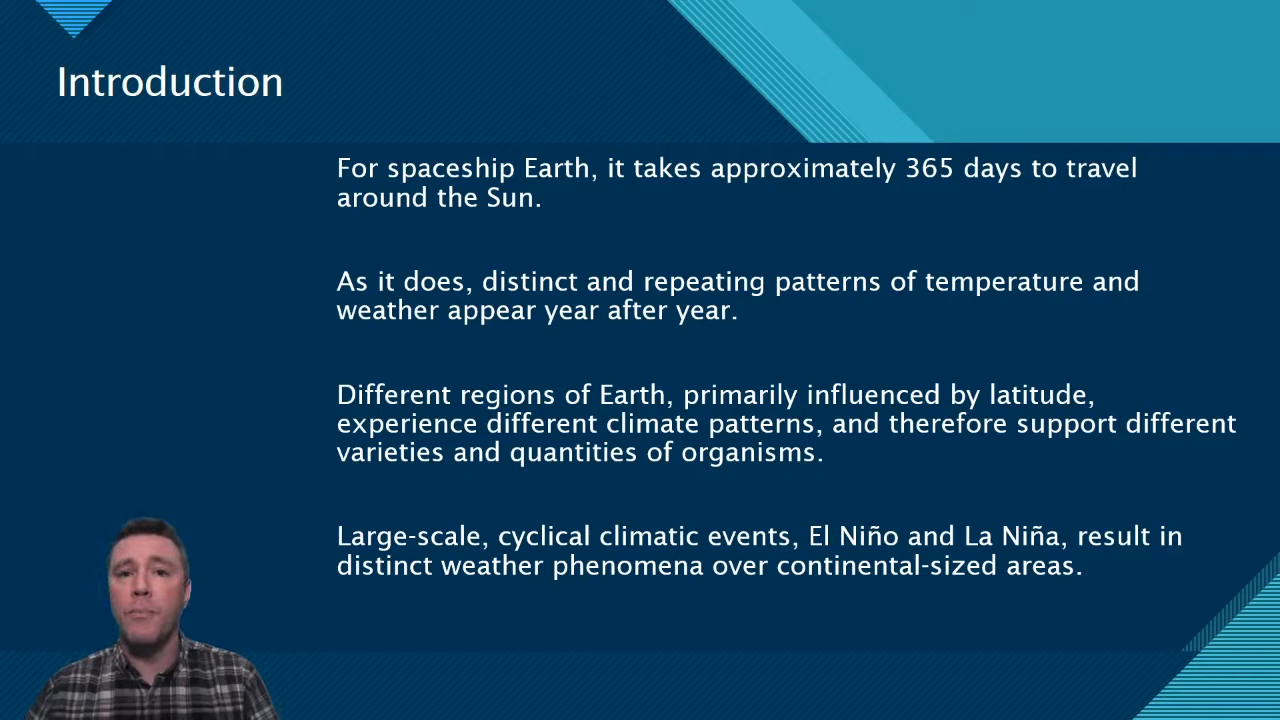 Introduction
For spaceship Earth, it takes approximately 365 days to travel
around the Sun.
As it does, distinct and repeating patterns of temperature and
weather appear year after year.
Different regions of Earth, primarily influenced by latitude,
experience different climate patterns, and therefore support different
varieties and quantities of organisms.
Large-scale, cyclical climatic events, El Niño and La Niña, result in
distinct weather phenomena over continental-sized areas.